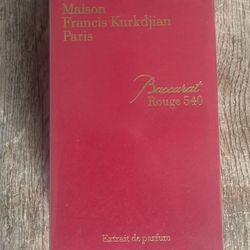 Maison
Francis Kurkdjian
Paris
Baccarat
Rouge 540
Extrait de parfum